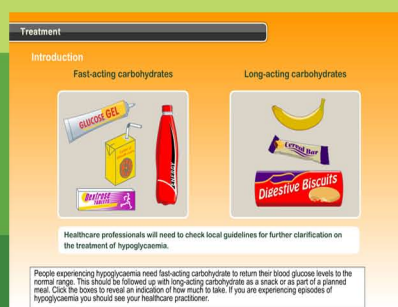 Treatment
Introduction
Fast-acting carbohydrates
Long-acting carbohydrates
GLUCOSE GEL
ENERGY
Dextrose
TABLETS
Cereal Bar
Digestive Biscuits
Healthcare professionals will need to check local guidelines for further clarification on
the treatment of hypoglycaemia.
People experiencing hypoglycaemia need fast-acting carbohydrate to return their blood glucose levels to the
normal range. This should be followed up with long-acting carbohydrate as a snack or as part of a planned
meal. Click the boxes to reveal an indication of how much to take. If you are experiencing episodes of
hypoglycaemia you should see your healthcare practitioner.